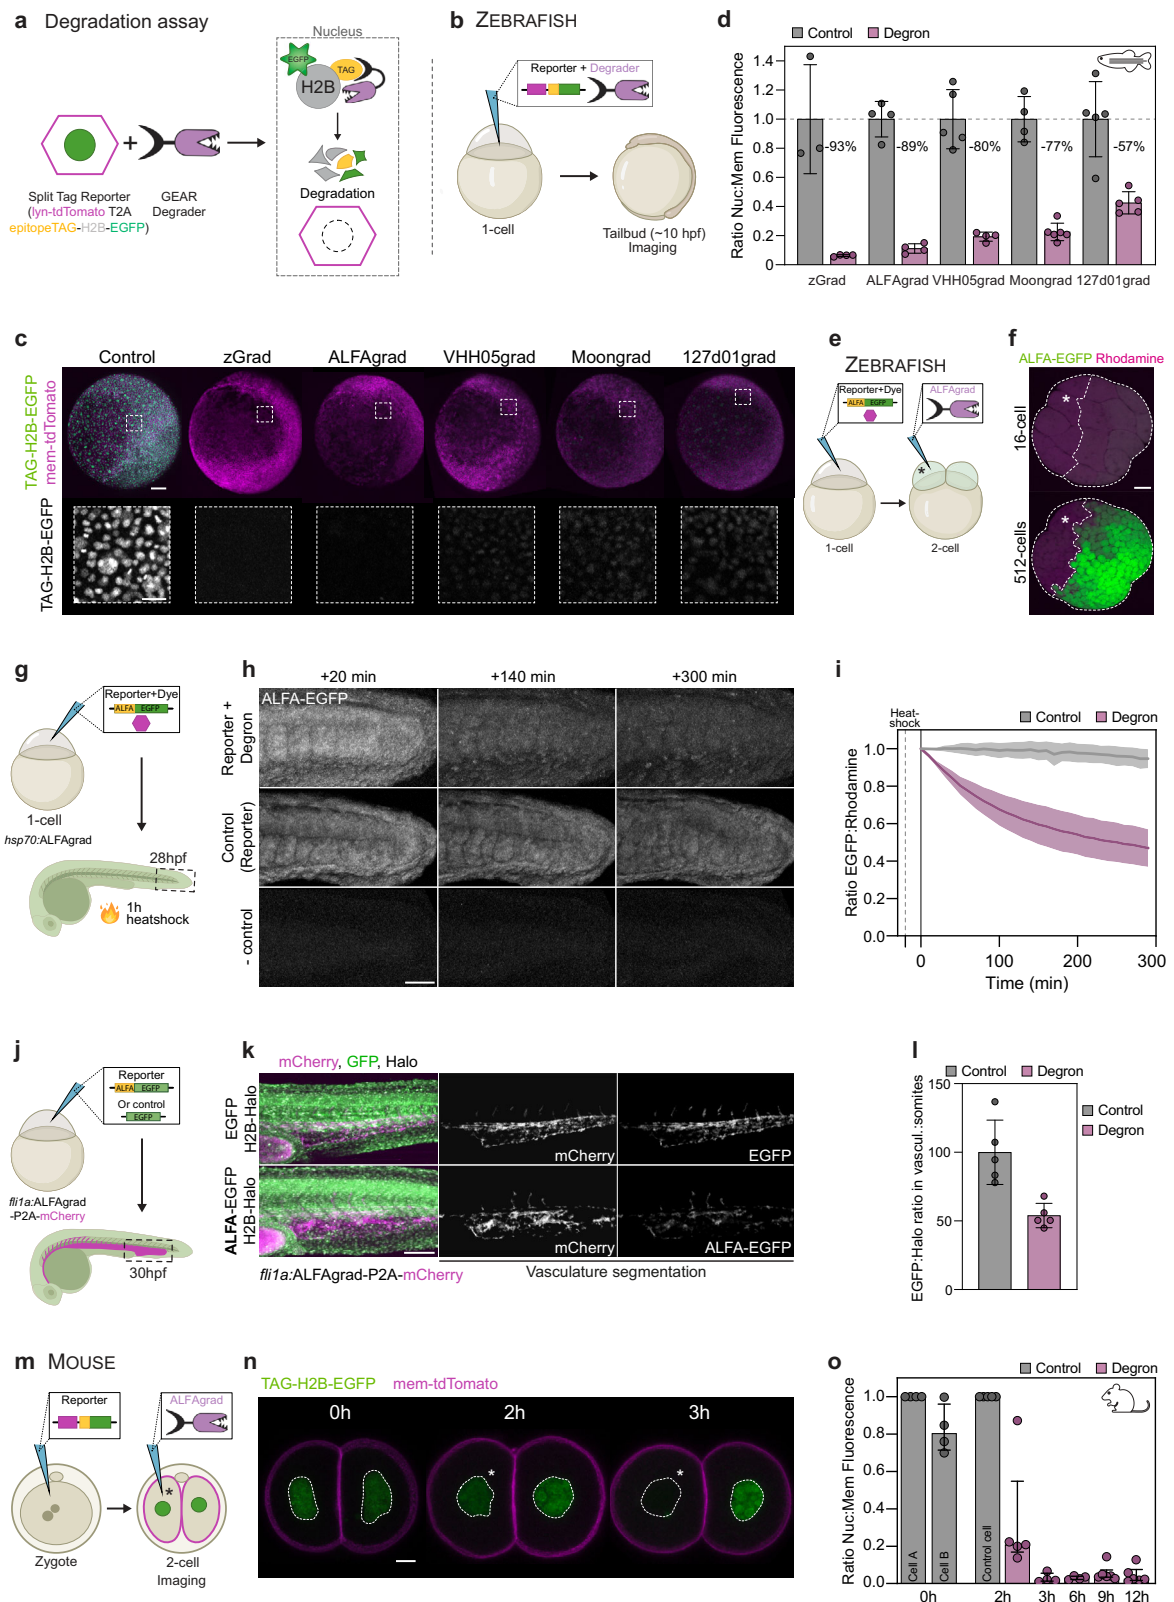 a Degradation assay
Nucleus
EGFP
TAG
H2B
Degradation
Split Tag Reporter
(lyn-tdTomato T2A
epitopeTAG-H2B-EGFP)
GEAR
Degrader
b ZEBRAFISH
Reporter + Degrader
1-cell
Tailbud (~10 hpf)
Imaging
d
Control
Degron
Ratio Nuc:Mem Fluorescence
1.4
1.2
1.0
0.8
0.6
0.4
0.2
0
-93%
-89%
-80%
-77%
-57%
zGrad
ALFAgrad
VHH05grad
Moongrad
127d01grad
c
Control
zGrad
ALFAgrad
VHH05grad
Moongrad
127d01grad
TAG-H2B-EGFP
mem-tdTomato
TAG-H2B-EGFP
e
ZEBRAFISH
Reporter+Dye
ALFA
EGFP
ALFAgrad
*
1-cell
2-cell
f
ALFA-EGFP Rhodamine
16-cell
*
512-cells
*
g
Reporter+Dye
ALFA
EGFP
1-cell
hsp70:ALFAgrad
28hpf
1h
heatshock
h
+20 min
+140 min
+300 min
ALFA-EGFP
Reporter +
Degron
Control
(Reporter)
- control
i
Heat-
shock
Control
Degron
Ratio EGFP:Rhodamine
1.0
0.8
0.6
0.4
0.2
0.0
0
100
200
300
Time (min)
j
Reporter
ALFA
EGFP
Or control
EGFP
1-cell
fli1a:ALFAgrad
-P2A-mCherry
30hpf
k
mCherry, GFP, Halo
EGFP
H2B-Halo
mCherry
EGFP
ALFA-EGFP
H2B-Halo
mCherry
ALFA-EGFP
fli1a:ALFAgrad-P2A-mCherry
Vasculature segmentation
l
Control
Degron
Control
Degron
EGFP:Halo ratio in vascul.:somites
150
100
50
0
m MOUSE
Reporter
ALFAgrad
*
Zygote
2-cell
Imaging
n
TAG-H2B-EGFP mem-tdTomato
0h
2h
3h
*
*
o
Control
Degron
Ratio Nuc:Mem Fluorescence
1.0
0.8
0.6
0.4
0.2
0.0
Cell A
Cell B
Control cell
0h
2h
3h
6h
9h
12h